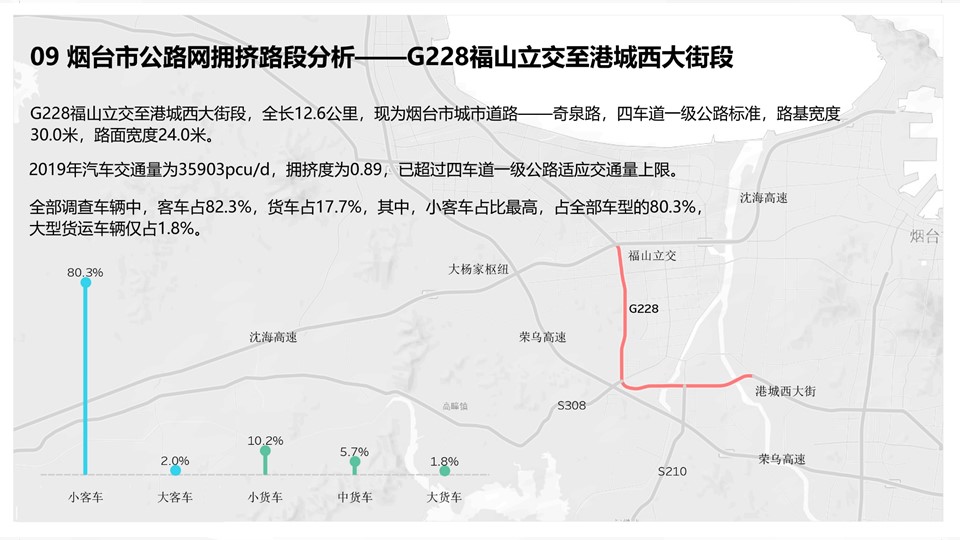 09 烟台市公路网拥挤路段分析——G228福山立交至港城西大街段
G228福山立交至港城西大街段，全长12.6公里，现为烟台市城市道路——奇泉路，四车道一级公路标准，路基宽度
30.0米，路面宽度24.0米。
2019年汽车交通量为35903pcu/d，拥挤度为0.89，已超过四车道一级公路适应交通量上限。
全部调查车辆中，客车占82.3%，货车占17.7%，其中，小客车占比最高，占全部车型的80.3%，
大型货运车辆仅占1.8%。
沈海高速
烟台
福山立交
大杨家枢纽
G228
沈海高速
荣乌高速
港城西大街
S308
荣乌高速
S210
80.3%
2.0%
10.2%
5.7%
1.8%
小客车
大客车
小货车
中货车
大货车